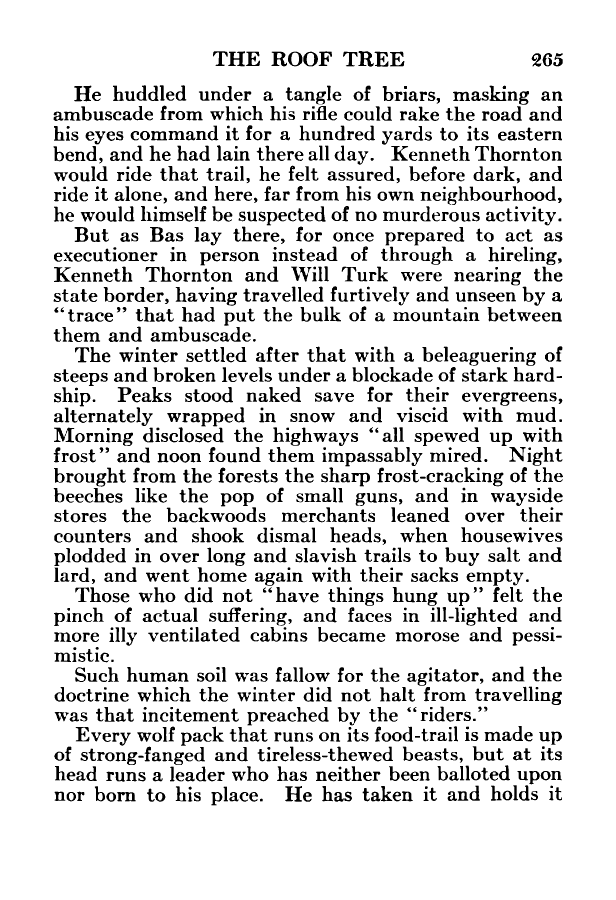 THE ROOF TREE 265
He huddled under a tangle of briars, masking an
ambuscade from which his rifle could rake the road and
his eyes command it for a hundred yards to its eastern
bend, and he had lain there all day. Kenneth Thornton
would ride that trail, he felt assured, before dark, and
ride it alone, and here, far from his own neighbourhood,
he would himself be suspected of no murderous activity.
But as Bas lay there, for once prepared to act as
executioner in person instead of through a hireling,
Kenneth Thornton and Will Turk were nearing the
state border, having travelled furtively and unseen by a
“trace” that had put the bulk of a mountain between
them and ambuscade.
The winter settled after that with a beleaguering of
steeps and broken levels under a blockade of stark hard-
ship. Peaks stood naked save for their evergreens,
alternately wrapped in snow and viscid with mud.
Morning disclosed the highways “all spewed up with
frost” and noon found them impassably mired. Night
brought from the forests the sharp frost-cracking of the
beeches like the pop of small guns, and in wayside
stores the backwoods merchants leaned over their
counters and shook dismal heads, when housewives
plodded in over long and slavish trails to buy salt and
lard, and went home again with their sacks empty.
Those who did not “have things hung up” felt the
pinch of actual suffering, and faces in ill-lighted and
more illy ventilated cabins became morose and pessi-
mistic.
Such human soil was fallow for the agitator, and the
doctrine which the winter did not halt from travelling
was that incitement preached by the “riders.”
Every wolf pack that runs on its food-trail is made up
of strong-fanged and tireless-thewed beasts, but at its
head runs a leader who has neither been balloted upon
nor born to his place. He has taken it and holds it